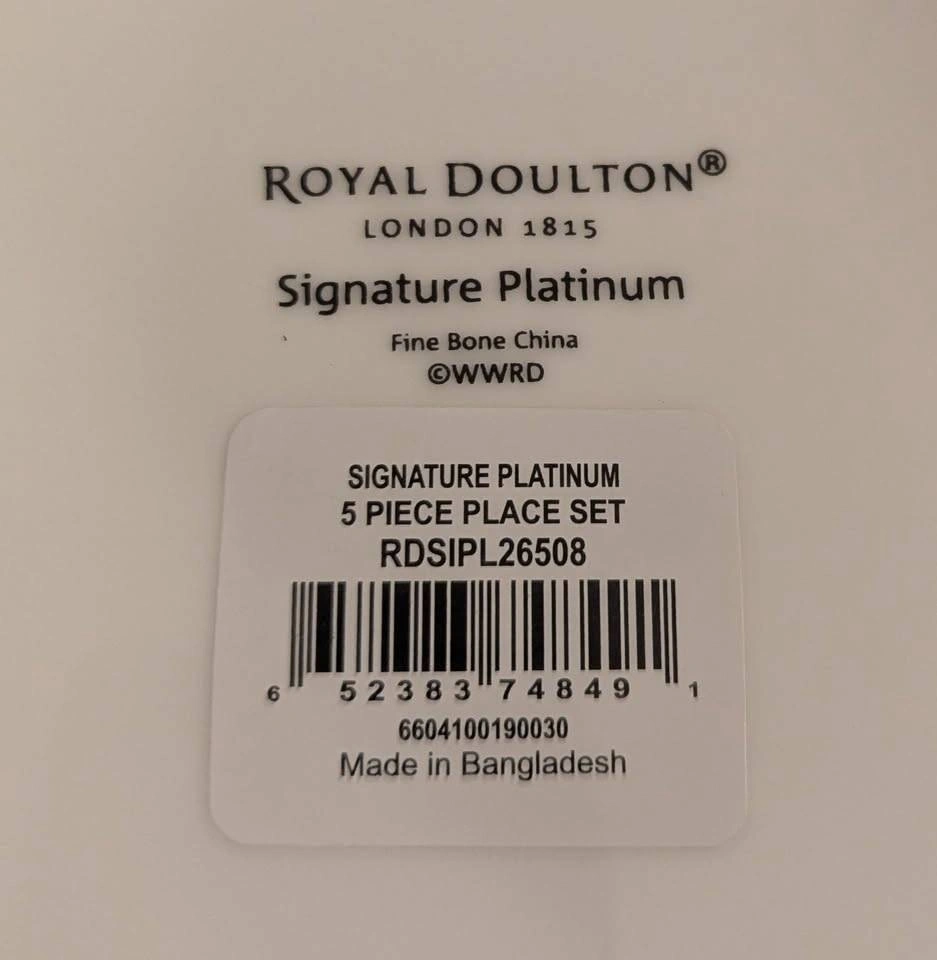 ROYAL DOULTON®
LONDON 1815
Signature Platinum
Fine Bone China
©WWRD
SIGNATURE PLATINUM
5 PIECE PLACE SET
RDSIPL26508
6 52383 74849 1
6604100190030
Made in Bangladesh